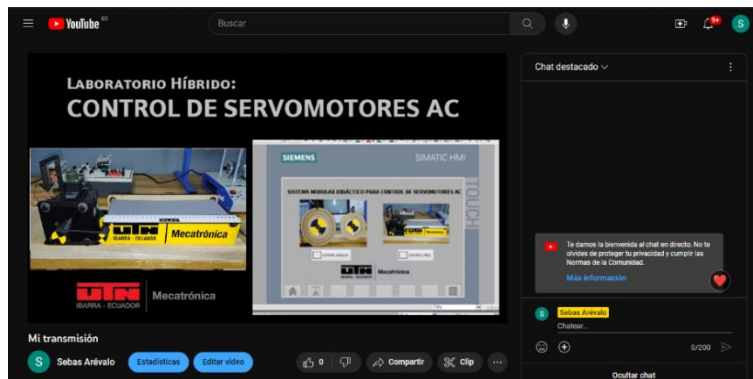 YouTube EC
Buscar
9+
S
LABORATORIO HÍBRIDO:
CONTROL DE SERVOMOTORES AC
UTN Mecatrónica
IBARRA - ECUADOR
UTN Mecatrónica
IBARRA - ECUADOR
SIEMENS SIMATIC HMI
TOUCH
SISTEMA MODULAR DIDÁCTICO PARA CONTROL DE SERVOMOTORES AC
UTN Mecatrónica
Mi transmisión
S Sebas Arévalo Estadísticas Editar vídeo 0 Compartir Clip ...
Chat destacado
Te damos la bienvenida al chat en directo. No te
olvides de proteger tu privacidad y cumplir las
Normas de la Comunidad.
Más información
S Sebas Arévalo
Chatear...
0/200
Ocultar chat